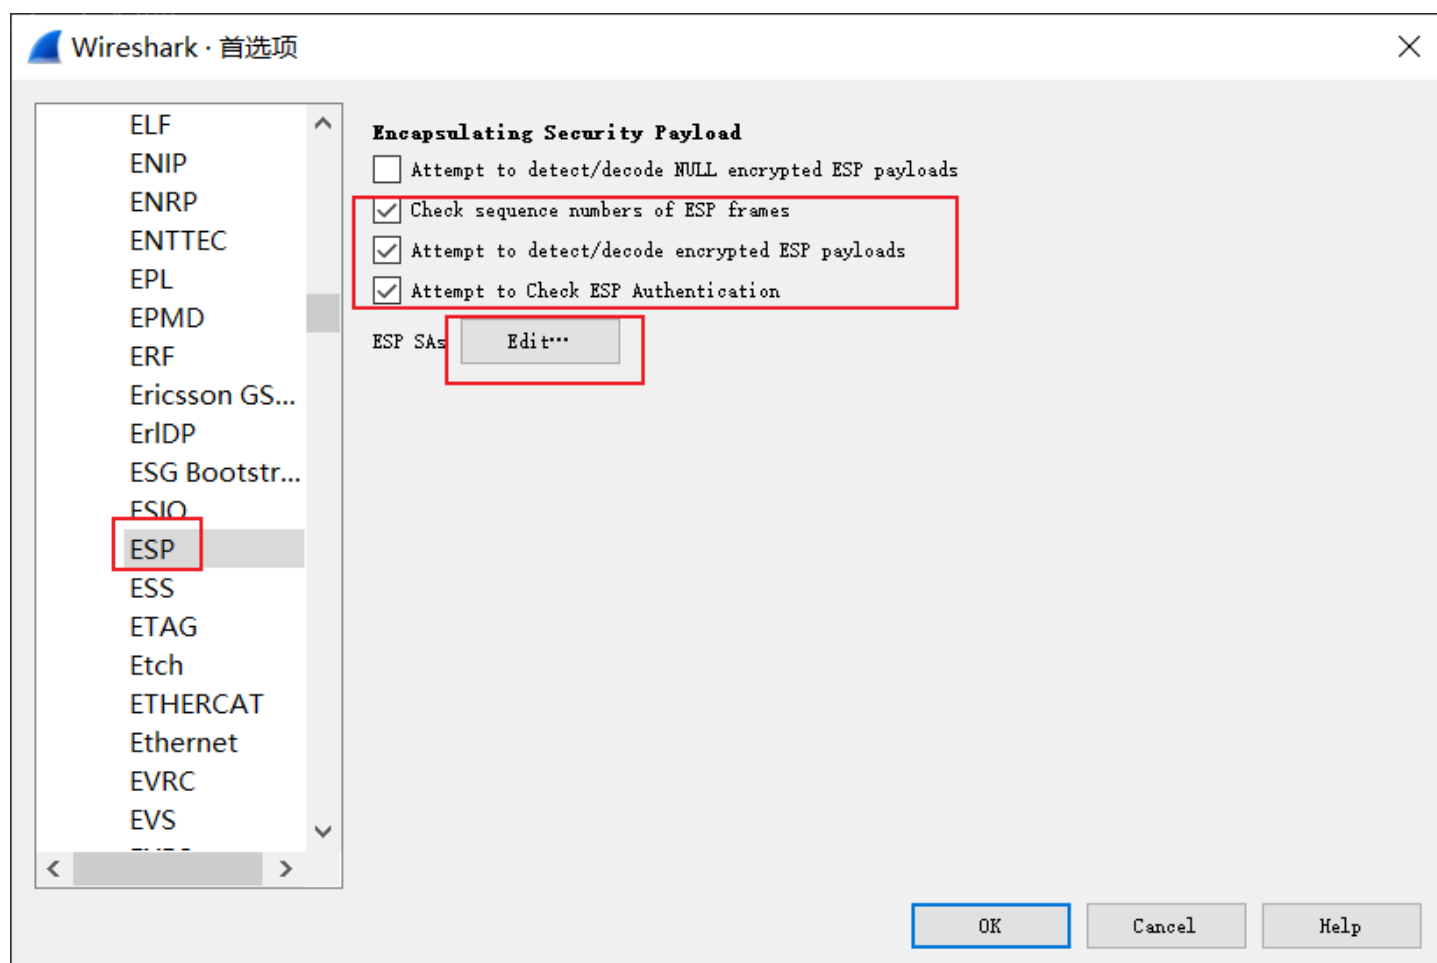 Wireshark · 首选项
ELF
ENIP
ENRP
ENTTEC
EPL
EPMD
ERF
Ericsson GS...
ErlDP
ESG Bootstr...
ESIO
ESP
ESS
ETAG
Etch
ETHERCAT
Ethernet
EVRC
EVS
Encapsulating Security Payload
Attempt to detect/decode NULL encrypted ESP payloads
Check sequence numbers of ESP frames
Attempt to detect/decode encrypted ESP payloads
Attempt to Check ESP Authentication
ESP SAs Edit…
OK Cancel Help